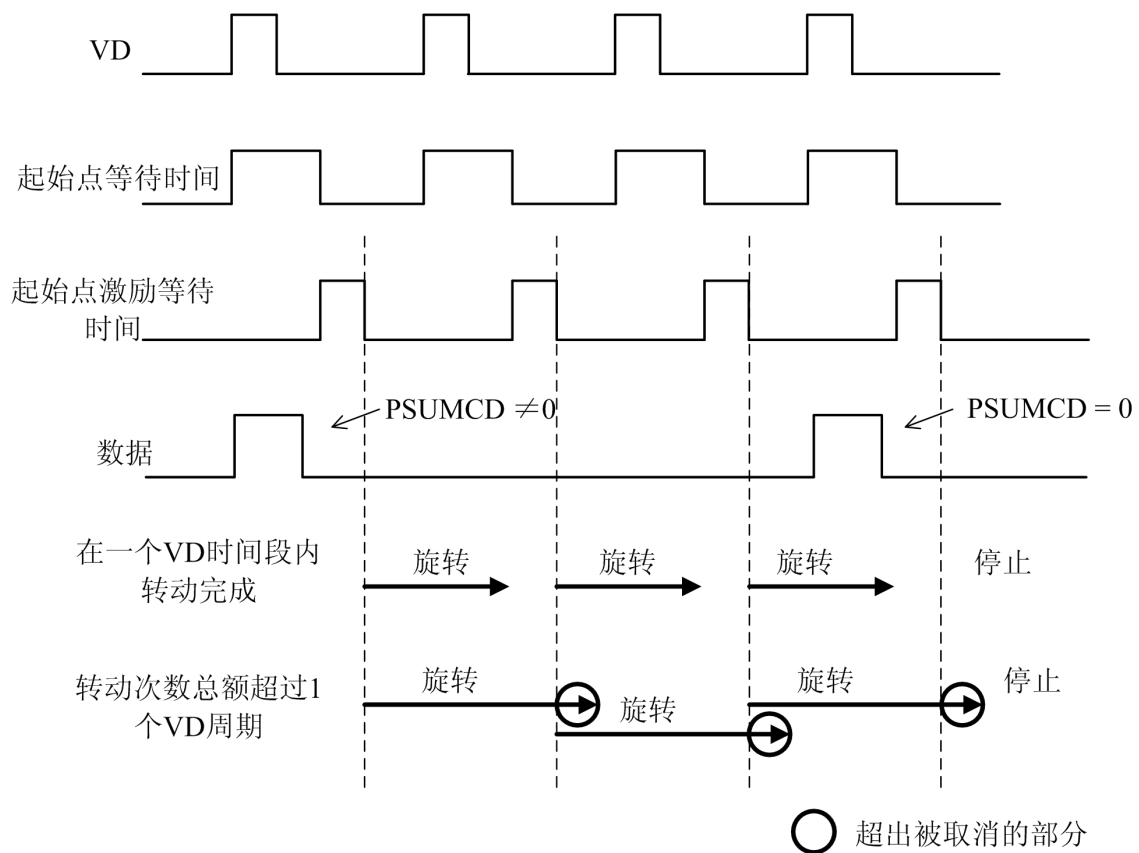 VD
起始点等待时间
起始点激励等待
时间
PSUMCD ≠0
PSUMCD = 0
数据
在一个VD时间段内
转动完成
旋转
旋转
旋转
停止
转动次数总额超过1
个VD周期
旋转
旋转
旋转
停止
超出被取消的部分